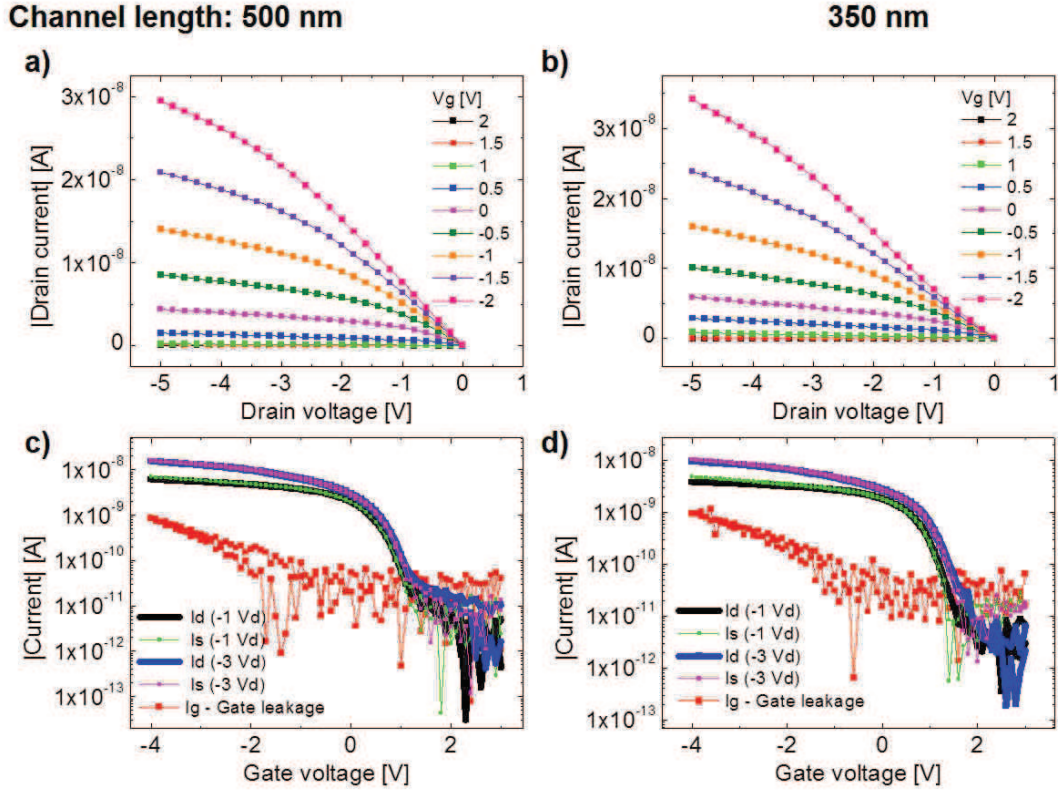 Channel length: 500 nm
350 nm
a)
|Drain current| [A]
3x10^-8
2x10^-8
1x10^-8
0
Vg [V]
2
1.5
1
0.5
0
-0.5
-1
-1.5
-2
-5 -4 -3 -2 -1 0 1
Drain voltage [V]
b)
|Drain current| [A]
3x10^-8
2x10^-8
1x10^-8
0
Vg [V]
2
1.5
1
0.5
0
-0.5
-1
-1.5
-2
-5 -4 -3 -2 -1 0 1
Drain voltage [V]
c)
|Current| [A]
1x10^-8
1x10^-9
1x10^-10
1x10^-11
1x10^-12
1x10^-13
Id (-1 Vd)
Is (-1 Vd)
Id (-3 Vd)
Is (-3 Vd)
Ig - Gate leakage
-4 -2 0 2
Gate voltage [V]
d)
|Current| [A]
1x10^-8
1x10^-9
1x10^-10
1x10^-11
1x10^-12
1x10^-13
Id (-1 Vd)
Is (-1 Vd)
Id (-3 Vd)
Is (-3 Vd)
Ig - Gate leakage
-4 -2 0 2
Gate voltage [V]